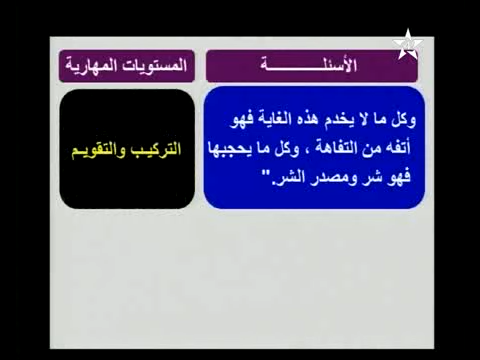 الأسئلــــــــــــة
المستويات المهارية
وكل ما لا يخدم هذه الغاية فهو
أتفه من التفاهة ، وكل ما يحجبها
فهو شر ومصدر الشر."
التركيب والتقويم